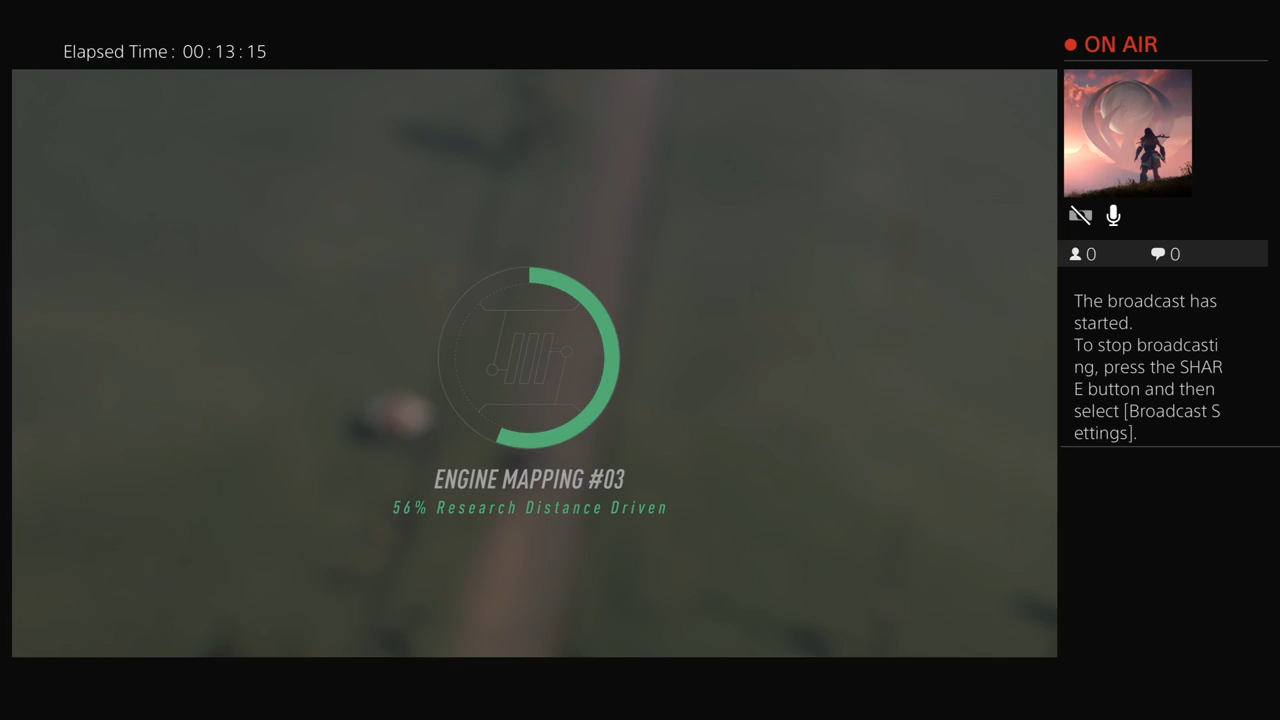 Elapsed Time: 00:13:15
ON AIR
0 0
The broadcast has
started.
To stop broadcasti
ng, press the SHAR
E button and then
select [Broadcast S
ettings].
ENGINE MAPPING #03
56% Research Distance Driven